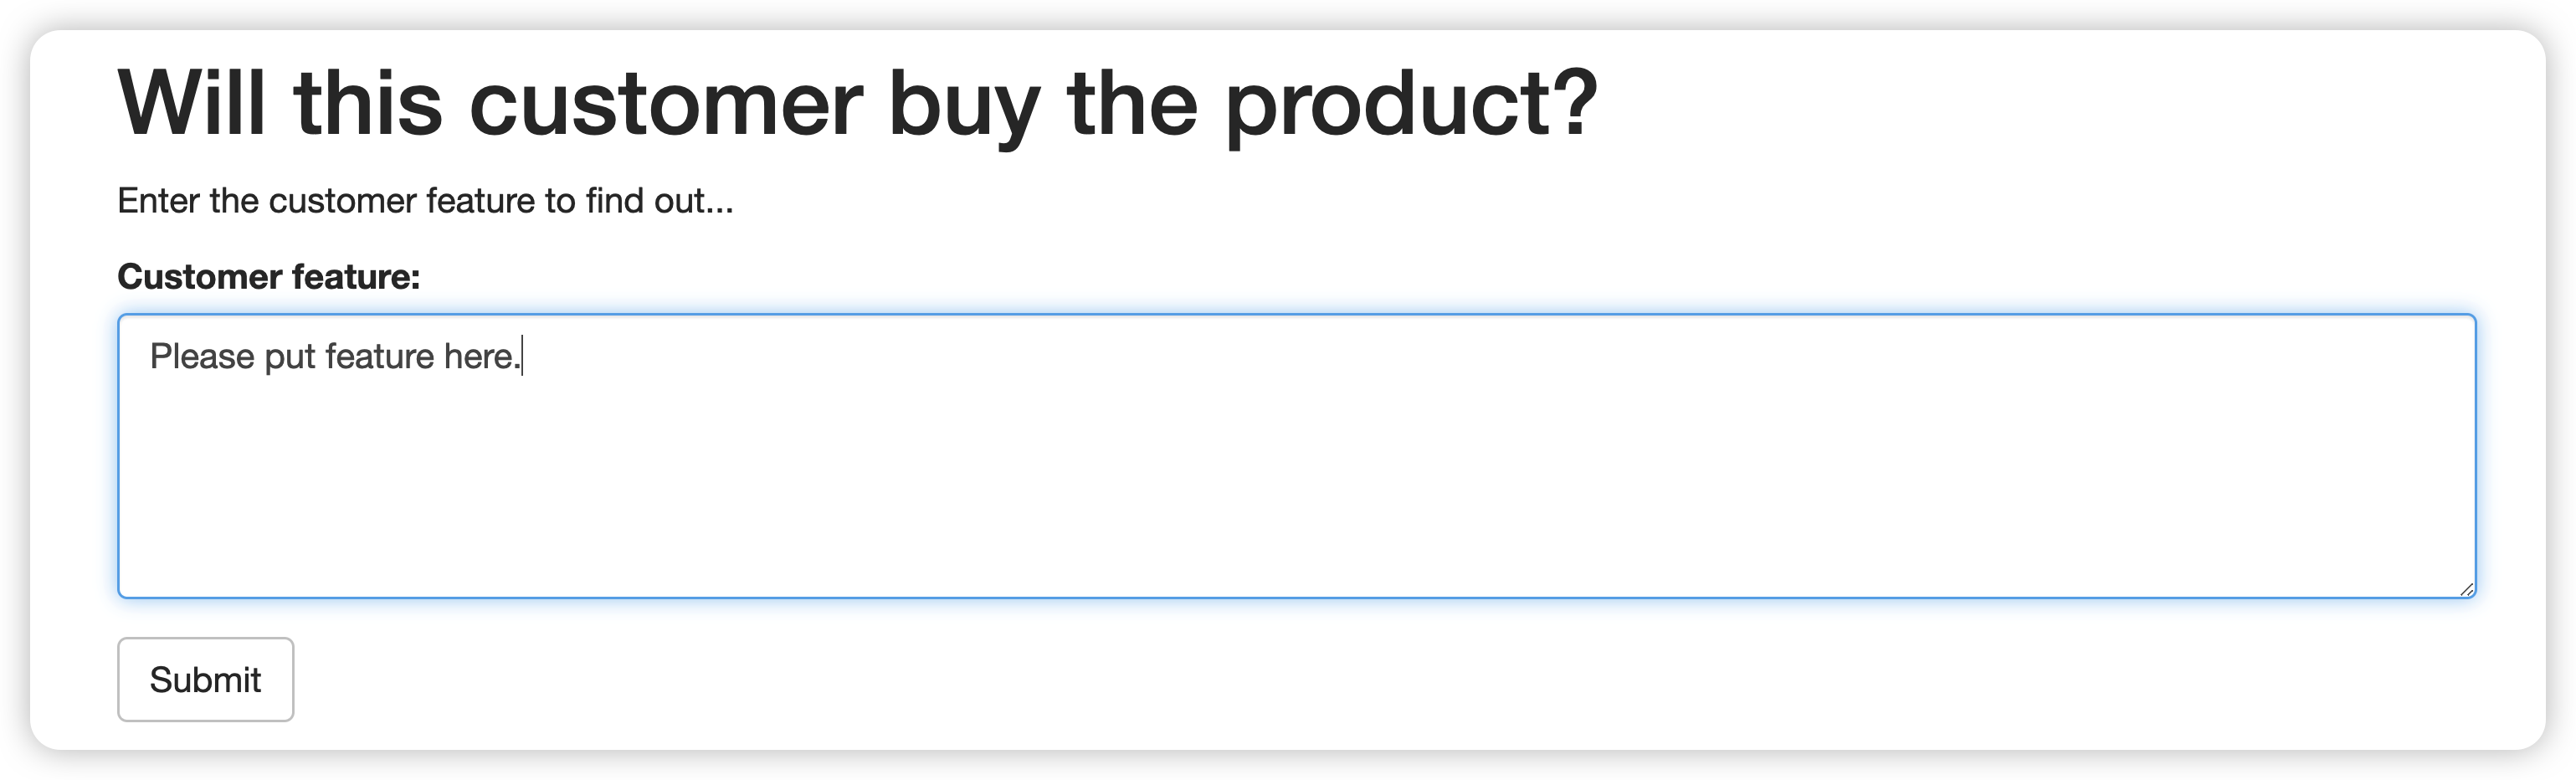 Will this customer buy the product?
Enter the customer feature to find out...
Customer feature:
Please put feature here.
Submit